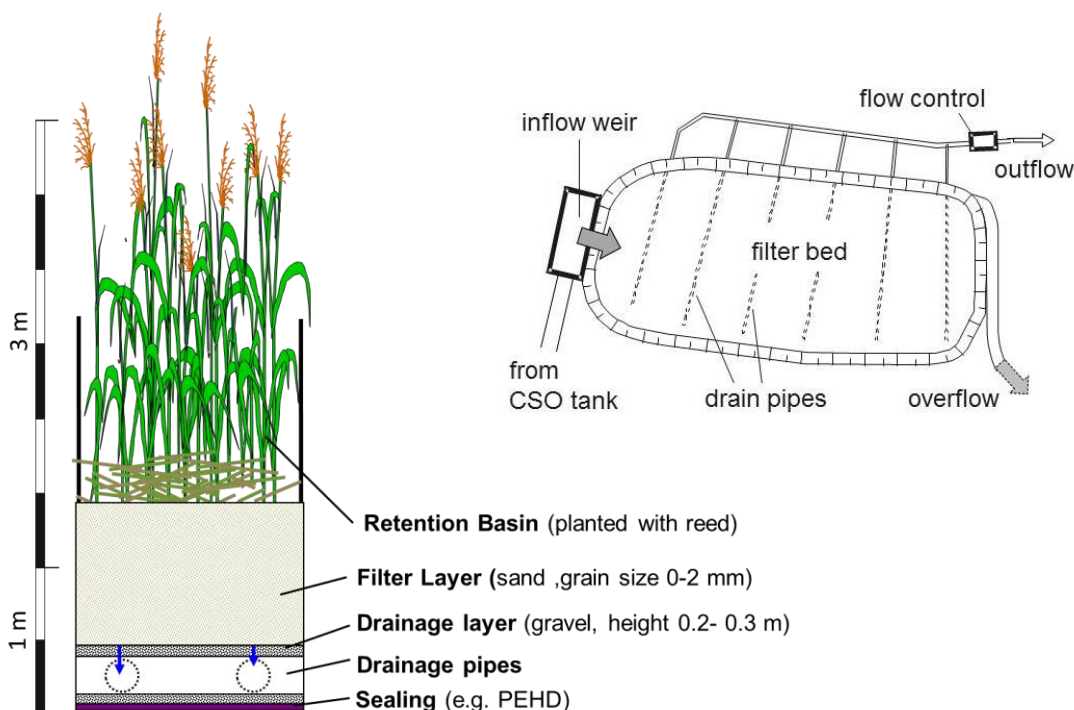 3 m
1 m
Retention Basin (planted with reed)
Filter Layer (sand ,grain size 0-2 mm)
Drainage layer (gravel, height 0.2- 0.3 m)
Drainage pipes
Sealing (e.g. PEHD)
inflow weir
flow control
outflow
filter bed
from
CSO tank
drain pipes
overflow